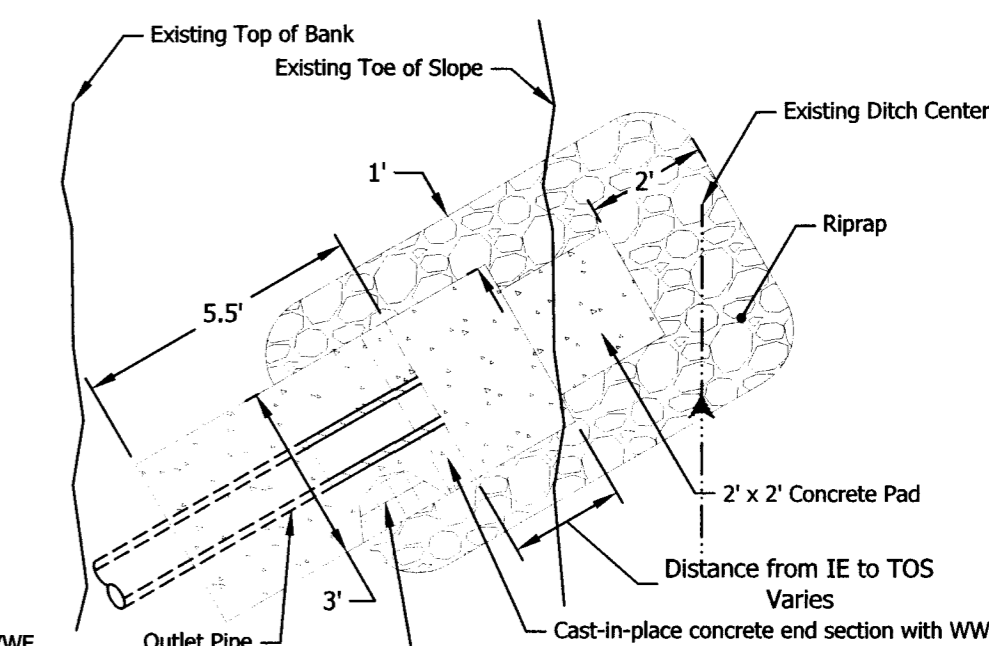 Existing Top of Bank
Existing Toe of Slope
Existing Ditch Center
1'
2'
Riprap
5.5'
2' x 2' Concrete Pad
Distance from IE to TOS
Varies
3'
Cast-in-place concrete end section with WW
Outlet Pipe